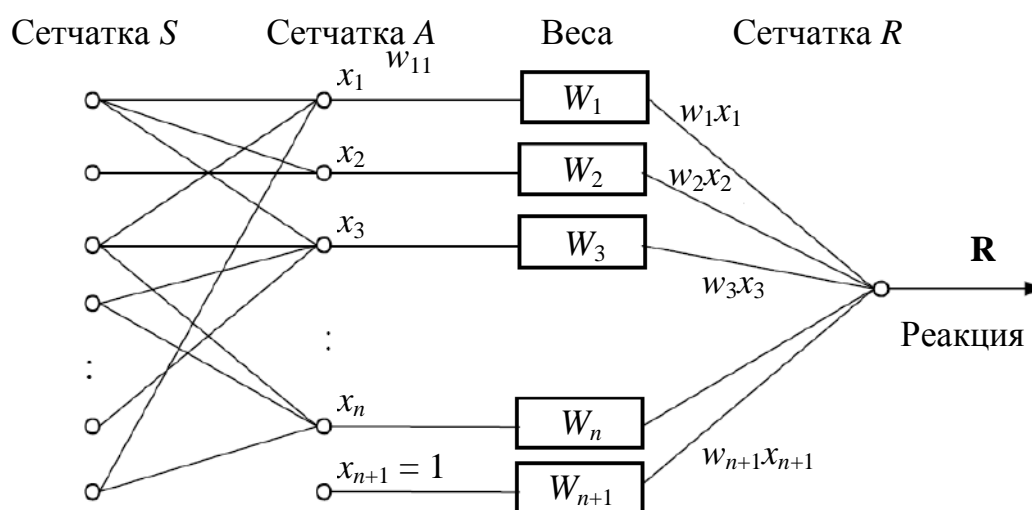 Сетчатка S Сетчатка A Веса Сетчатка R
w₁₁
x₁
W₁
w₁x₁
x₂
W₂
w₂x₂
x₃
W₃
w₃x₃
R
Реакция
⋮ ⋮
xₙ
Wₙ
xₙ₊₁ = 1
Wₙ₊₁
wₙ₊₁xₙ₊₁